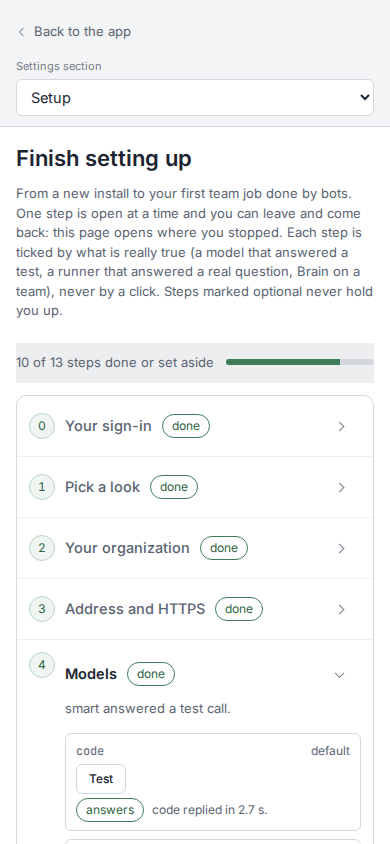 Back to the app
Settings section
Setup
Finish setting up
From a new install to your first team job done by bots.
One step is open at a time and you can leave and come
back: this page opens where you stopped. Each step is
ticked by what is really true (a model that answered a
test, a runner that answered a real question, Brain on a
team), never by a click. Steps marked optional never hold
you up.
10 of 13 steps done or set aside
0 Your sign-in done
1 Pick a look done
2 Your organization done
3 Address and HTTPS done
4 Models done
smart answered a test call.
code default
Test
answers code replied in 2.7 s.